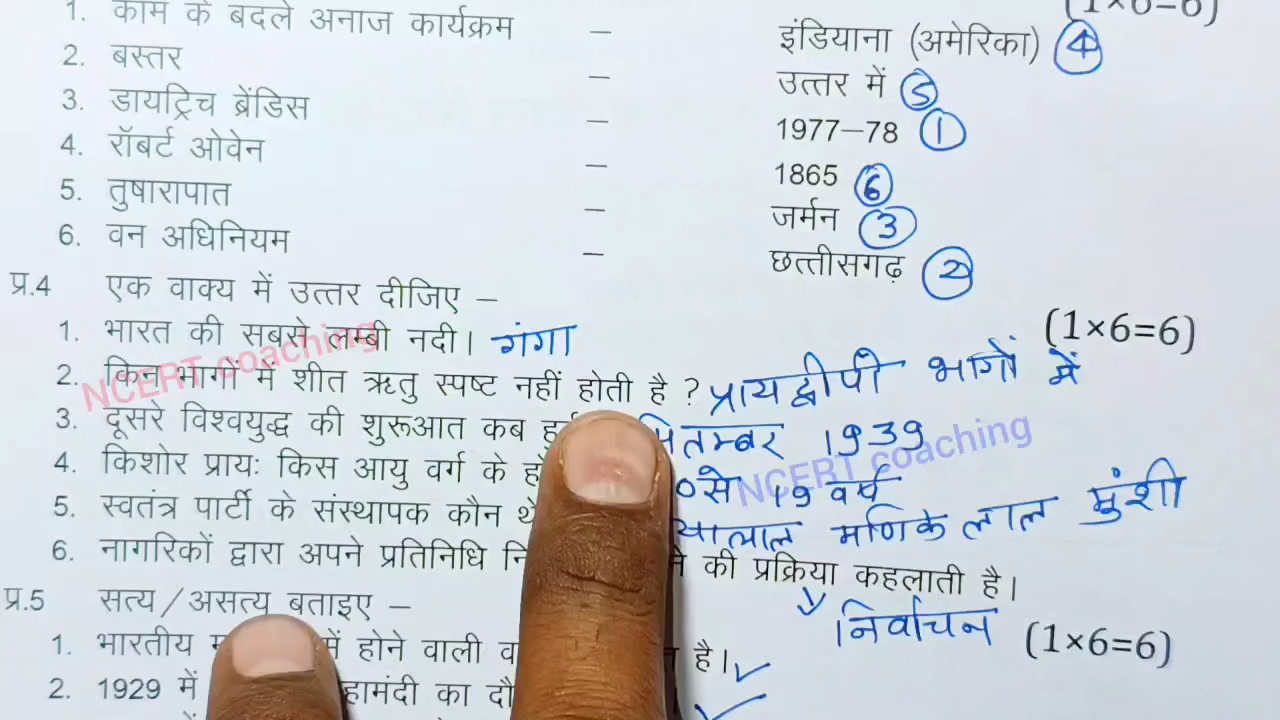 (1×6=6)
1. काम के बदले अनाज कार्यक्रम – इंडियाना (अमेरिका) 4
2. बस्तर – उत्तर में 5
3. डायट्रिच ब्रेंडिस – 1977–78 1
4. रॉबर्ट ओवेन – 1865 6
5. तुषारापात – जर्मन 3
6. वन अधिनियम – छत्तीसगढ़ 2
प्र.4 एक वाक्य में उत्तर दीजिए – (1×6=6)
1. भारत की सबसे लम्बी नदी। गंगा
2. किन भागों में शीत ऋतु स्पष्ट नहीं होती है ? प्रायद्वीपी भागों में
3. दूसरे विश्वयुद्ध की शुरूआत कब सितम्बर 1939
4. किशोर प्रायः किस आयु वर्ग के से 19 वर्ष
5. स्वतंत्र पार्टी के संस्थापक कौन लाल मणिकेलाल मुंशी
6. नागरिकों द्वारा अपने प्रतिनिधि की प्रक्रिया कहलाती है।
निर्वाचन
प्र.5 सत्य / असत्य बताइए – (1×6=6)
1. भारतीय में होने वाली है।
2. 1929 में का
NCERT coaching
NCERT coaching